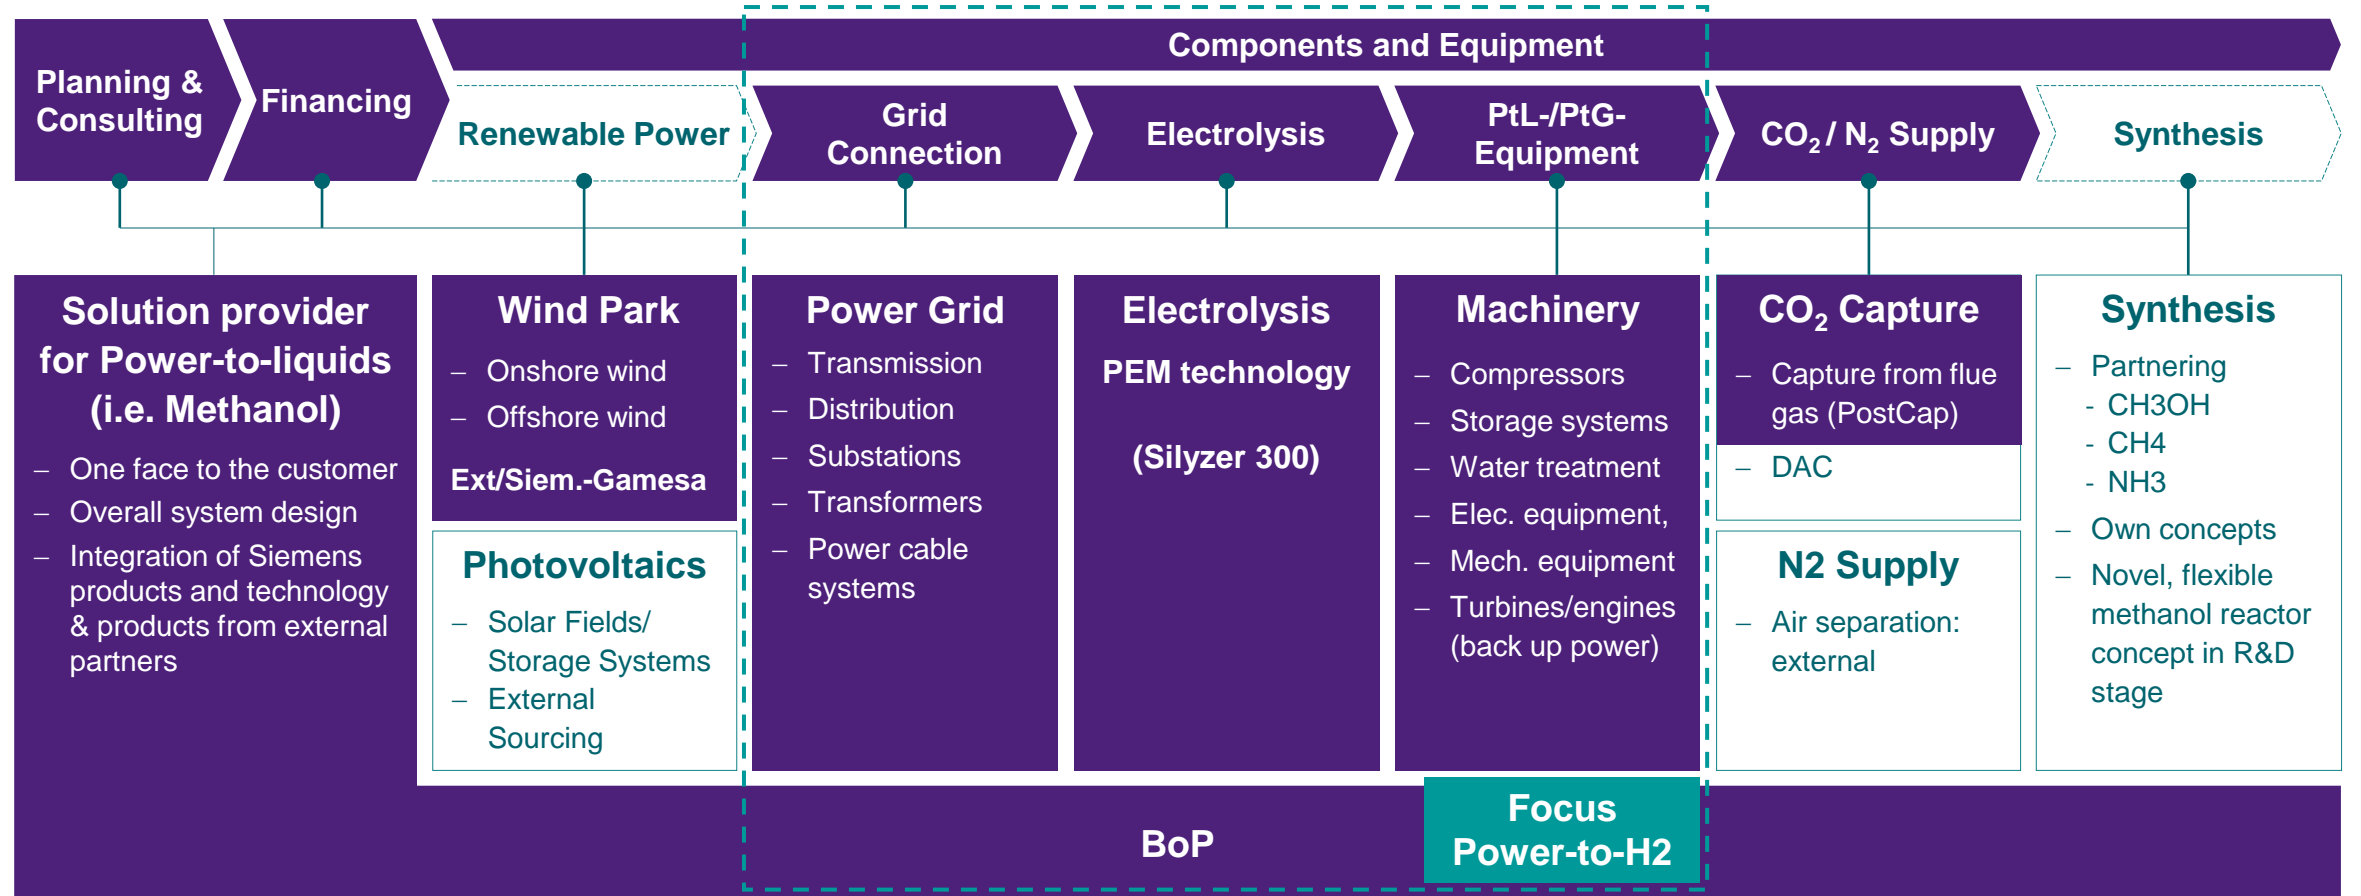 Components and Equipment
Planning &
Consulting
Financing
Renewable Power
Grid
Connection
Electrolysis
PtL-/PtG-
Equipment
CO2 / N2 Supply
Synthesis
Solution provider
for Power-to-liquids
(i.e. Methanol)
– One face to the customer
– Overall system design
– Integration of Siemens
products and technology
& products from external
partners
Wind Park
– Onshore wind
– Offshore wind
Ext/Siem.-Gamesa
Photovoltaics
– Solar Fields/
Storage Systems
– External
Sourcing
Power Grid
– Transmission
– Distribution
– Substations
– Transformers
– Power cable
systems
Electrolysis
PEM technology
(Silyzer 300)
Machinery
– Compressors
– Storage systems
– Water treatment
– Elec. equipment,
– Mech. equipment
– Turbines/engines
(back up power)
CO2 Capture
– Capture from flue
gas (PostCap)
– DAC
N2 Supply
– Air separation:
external
Synthesis
– Partnering
- CH3OH
- CH4
- NH3
– Own concepts
– Novel, flexible
methanol reactor
concept in R&D
stage
BoP
Focus
Power-to-H2